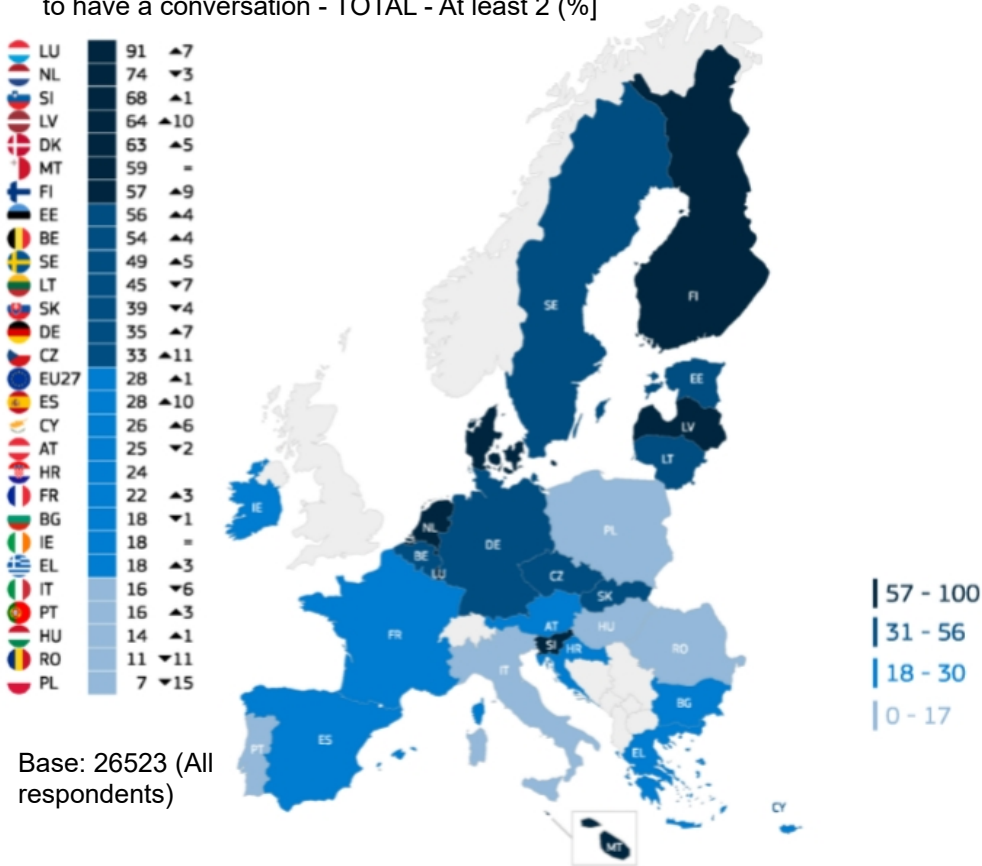 to have a conversation - TOTAL - At least 2 (%]
LU 91 ▲7
NL 74 ▼3
SI 68 ▲1
LV 64 ▲10
DK 63 ▲5
MT 59 =
FI 57 ▲9
EE 56 ▲4
BE 54 ▲4
SE 49 ▲5
LT 45 ▼7
SK 39 ▼4
DE 35 ▲7
CZ 33 ▲11
EU27 28 ▲1
ES 28 ▲10
CY 26 ▲6
AT 25 ▼2
HR 24
FR 22 ▲3
BG 18 ▼1
IE 18 =
EL 18 ▲3
IT 16 ▼6
PT 16 ▲3
HU 14 ▲1
RO 11 ▼11
PL 7 ▼15
Base: 26523 (All
respondents)
FI
SE
EE
LV
LT
IE
NL
PL
DE
BE
LU
CZ
SK
AT
HU
FR
SI
HR
RO
IT
BG
ES
PT
EL
CY
MT
57 - 100
31 - 56
18 - 30
0 - 17